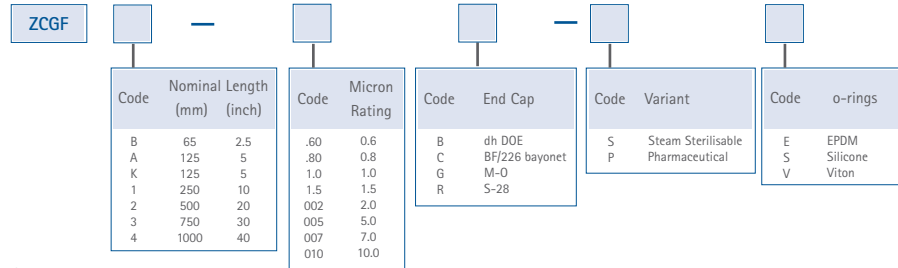 ZCGF — —
Code Nominal Length (mm) (inch)
B 65 2.5
A 125 5
K 125 5
1 250 10
2 500 20
3 750 30
4 1000 40
Code Micron Rating
.60 0.6
.80 0.8
1.0 1.0
1.5 1.5
002 2.0
005 5.0
007 7.0
010 10.0
Code End Cap
B dh DOE
C BF/226 bayonet
G M-O
R S-28
Code Variant
S Steam Sterilisable
P Pharmaceutical
Code o-rings
E EPDM
S Silicone
V Viton